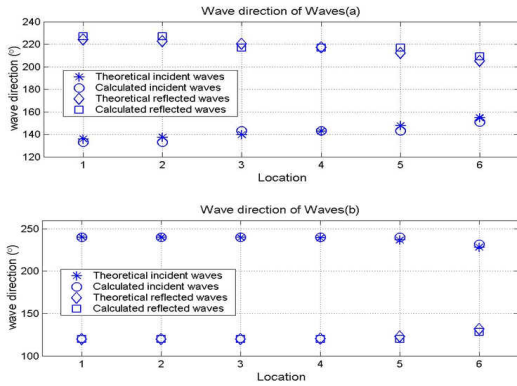 Wave direction of Waves(a)
240
220
200
180
160
140
120
wave direction (º)
Theoretical incident waves
Calculated incident waves
Theoretical reflected waves
Calculated reflected waves
1 2 3 4 5 6
Location
Wave direction of Waves(b)
250
200
150
100
wave direction (º)
Theoretical incident waves
Calculated incident waves
Theoretical reflected waves
Calculated reflected waves
1 2 3 4 5 6
Location